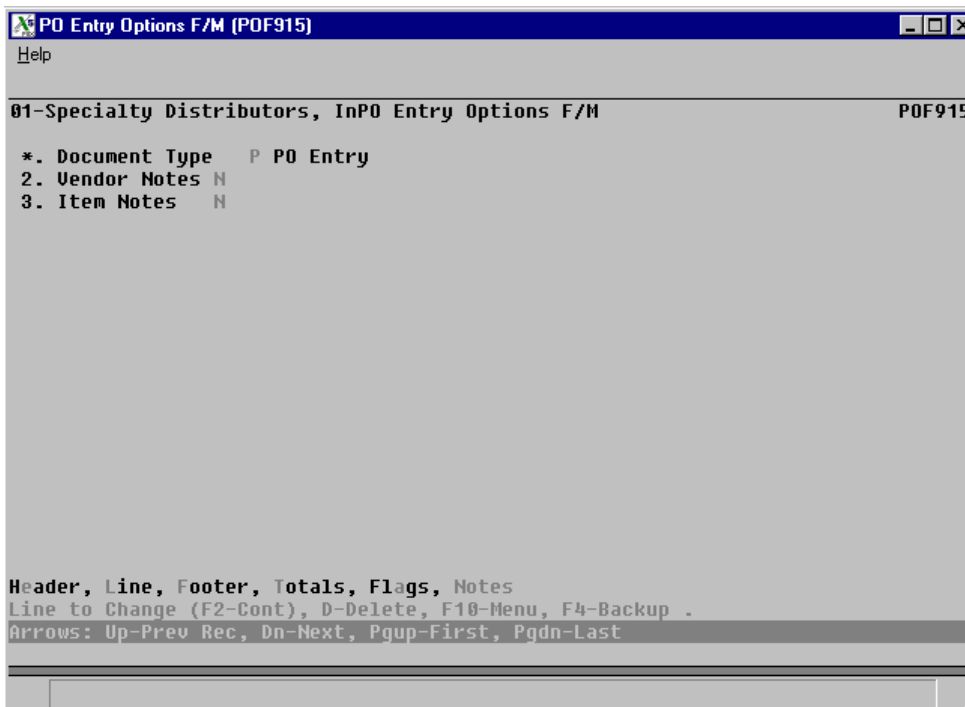 PO Entry Options F/M (POF915)
Help
01-Specialty Distributors, InPO Entry Options F/M POF915
*. Document Type P PO Entry
2. Vendor Notes N
3. Item Notes N
Header, Line, Footer, Totals, Flags, Notes
Line to Change (F2-Cont), D-Delete, F10-Menu, F4-Backup .
Arrows: Up-Prev Rec, Dn-Next, Pgup-First, Pgdn-Last